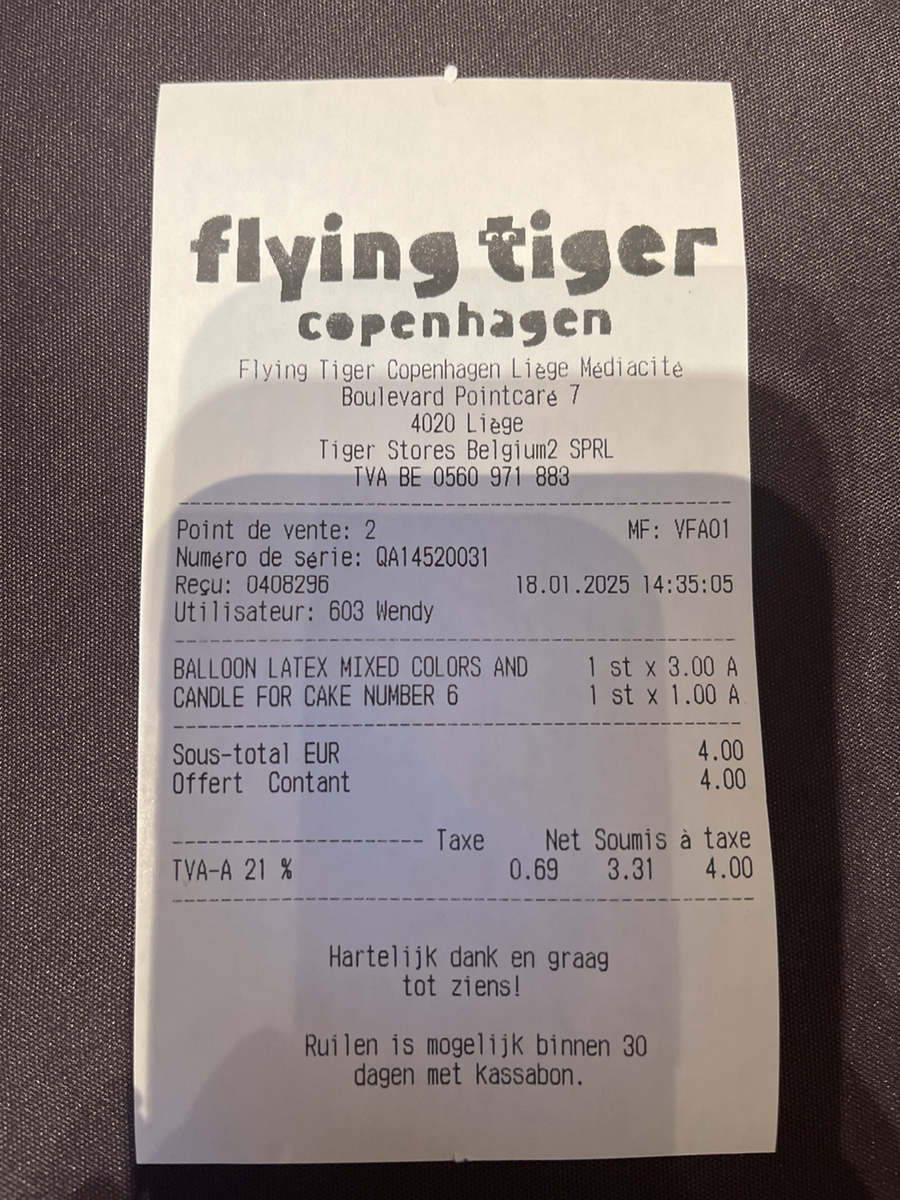 flying tiger
copenhagen
Flying Tiger Copenhagen Liège Médiacité
Boulevard Pointcaré 7
4020 Liège
Tiger Stores Belgium2 SPRL
TVA BE 0560 971 883
Point de vente: 2 MF: VFA01
Numéro de série: QA14520031
Reçu: 0408296 18.01.2025 14:35:05
Utilisateur: 603 Wendy
BALLOON LATEX MIXED COLORS AND 1 st x 3.00 A
CANDLE FOR CAKE NUMBER 6 1 st x 1.00 A
Sous-total EUR 4.00
Offert Contant 4.00
Taxe Net Soumis à taxe
TVA-A 21 % 0.69 3.31 4.00
Hartelijk dank en graag
tot ziens!
Ruilen is mogelijk binnen 30
dagen met Kassabon.